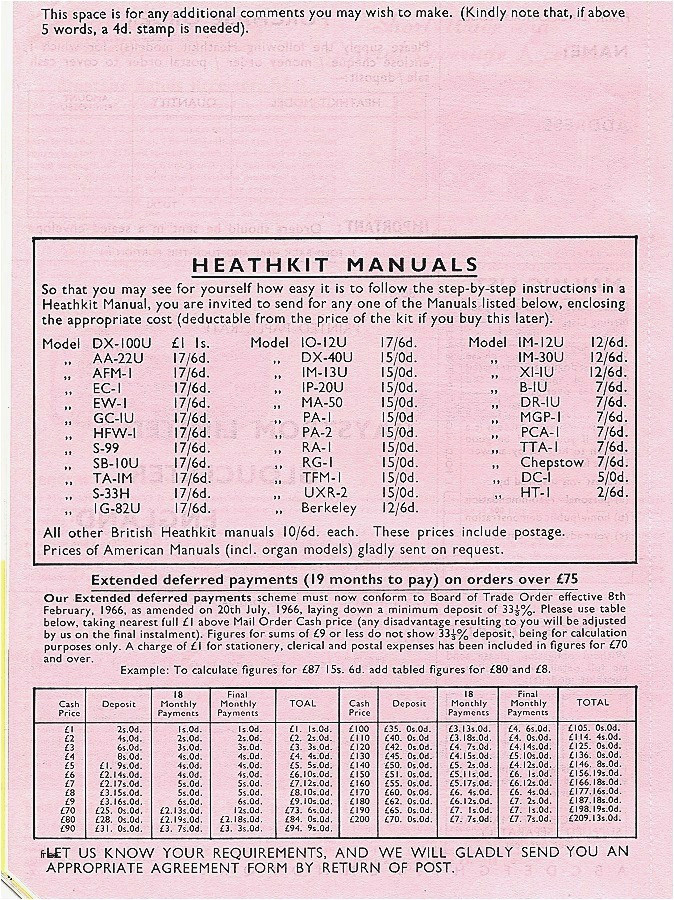 This space is for any additional comments you may wish to make. (Kindly note that, if above
5 words, a 4d. stamp is needed).
HEATHKIT MANUALS
So that you may see for yourself how easy it is to follow the step-by-step instructions in a
Heathkit Manual, you are invited to send for any one of the Manuals listed below, enclosing
the appropriate cost (deductable from the price of the kit if you buy this later).
Model DX-100U £1 1s. Model IO-12U 17/6d. Model IM-12U 12/6d.
,, AA-22U 17/6d. ,, DX-40U 15/0d. ,, IM-30U 12/6d.
,, AFM-1 17/6d. ,, IM-13U 15/0d. ,, XI-IU 12/6d.
,, EC-1 17/6d. ,, IP-20U 15/0d. ,, B-IU 7/6d.
,, EW-1 17/6d. ,, MA-50 15/0d. ,, DR-IU 7/6d.
,, GC-IU 17/6d. ,, PA-1 15/0d. ,, MGP-1 7/6d.
,, HFW-1 17/6d. ,, PA-2 15/0d. ,, PCA-1 7/6d.
,, S-99 17/6d. ,, RA-1 15/0d. ,, TTA-1 7/6d.
,, SB-10U 17/6d. ,, RG-1 15/0d. ,, Chepstow 7/6d.
,, TA-IM 17/6d. ,, TFM-1 15/0d. ,, DC-1 5/0d.
,, S-33H 17/6d. ,, UXR-2 15/0d. ,, HT-1 2/6d.
,, IG-82U 17/6d. ,, Berkeley 12/6d.
All other British Heathkit manuals 10/6d. each. These prices include postage.
Prices of American Manuals (incl. organ models) gladly sent on request.
Extended deferred payments (19 months to pay) on orders over £75
Our Extended deferred payments scheme must now conform to Board of Trade Order effective 8th
February, 1966, as amended on 20th July, 1966, laying down a minimum deposit of 33⅓%. Please use table
below, taking nearest full £1 above Mail Order Cash price (any disadvantage resulting to you will be adjusted
by us on the final instalment). Figures for sums of £9 or less do not show 33⅓% deposit, being for calculation
purposes only. A charge of £1 for stationery, clerical and postal expenses has been included in figures for £70
and over.
Example: To calculate figures for £87 15s. 6d. add tabled figures for £80 and £8.
Cash Price Deposit 18 Monthly Payments Final Monthly Payments TOAL Cash Price Deposit 18 Monthly Payments Final Monthly Payments TOTAL
£1 2s.0d. 1s.0d. 1s.0d. £1. 1s.0d. £100 £35. 0s.0d. £3.13s.0d. £4. 6s.0d. £105. 0s.0d.
£2 4s.0d. 2s.0d. 2s.0d. £2. 2s.0d. £110 £40. 0s.0d £3.18s.0d. £4. 0s.0d. £114. 4s.0d.
£3 6s.0d. 3s.0d. 3s.0d. £3. 3s.0d. £120 £42. 0s.0d. £4. 7s.0d. £4.14s.0d. £125. 0s.0d.
£4 8s.0d. 4s.0d. 4s.0d. £4. 4s.0d. £130 £45. 0s.0d. £4.15s.0d. £5.10s.0d. £136. 0s.0d.
£5 £1. 9s.0d. 4s.0d. 4s.0d. £5. 5s.0d. £140 £50. 0s.0d. £5. 2s.0d. £4.12s.0d. £146. 8s.0d.
£6 £2.14s.0d. 4s.0d. 4s.0d. £6.10s.0d. £150 £51. 0s.0d. £5.11s.0d. £6. 1s.0d. £156.19s.0d.
£7 £2.17s.0d. 5s.0d. 5s.0d. £7.12s.0d. £160 £55. 0s.0d. £5.17s.0d. £6.12s.0d. £166.18s.0d.
£8 £3.15s.0d. 5s.0d. 5s.0d. £8.10s.0d. £170 £60. 0s.0d. £6. 4s.0d. £6. 4s.0d. £177.16s.0d.
£9 £3.16s.0d. 6s.0d. 6s.0d. £9.10s.0d. £180 £62. 0s.0d. £6.12s.0d. £7. 2s.0d. £187.18s.0d.
£70 £25. 0s.0d. £2.13s.0d. 12s.0d. £73. 6s.0d. £190 £65. 0s.0d. £7. 1s.0d. £7. 1s.0d. £198.19s.0d.
£80 £28. 0s.0d. £2.19s.0d. £2.18s.0d. £84. 0s.0d. £200 £70. 0s.0d. £7. 7s.0d. £7. 7s.0d. £209.13s.0d.
£90 £31. 0s.0d. £3. 7s.0d. £3. 3s.0d. £94. 9s.0d.
LET US KNOW YOUR REQUIREMENTS, AND WE WILL GLADLY SEND YOU AN
APPROPRIATE AGREEMENT FORM BY RETURN OF POST.